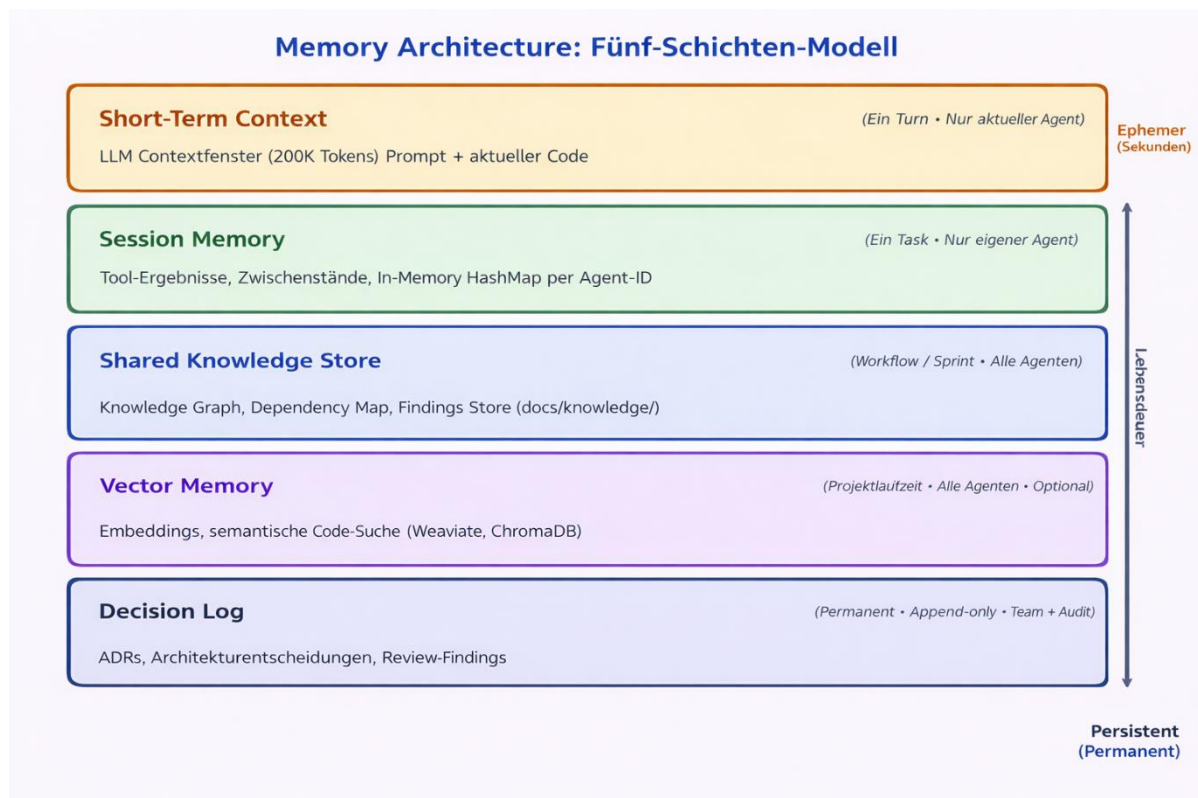 Memory Architecture: Fünf-Schichten-Modell
Short-Term Context
(Ein Turn • Nur aktueller Agent)
LLM Contextfenster (200K Tokens) Prompt + aktueller Code
Ephemer
(Sekunden)
Session Memory
(Ein Task • Nur eigener Agent)
Tool-Ergebnisse, Zwischenstände, In-Memory HashMap per Agent-ID
Shared Knowledge Store
(Workflow / Sprint • Alle Agenten)
Knowledge Graph, Dependency Map, Findings Store (docs/knowledge/)
Lebensdeuer
Vector Memory
(Projektlaufzeit • Alle Agenten • Optional)
Embeddings, semantische Code-Suche (Weaviate, ChromaDB)
Decision Log
(Permanent • Append-only • Team + Audit)
ADRs, Architekturentscheidungen, Review-Findings
Persistent
(Permanent)